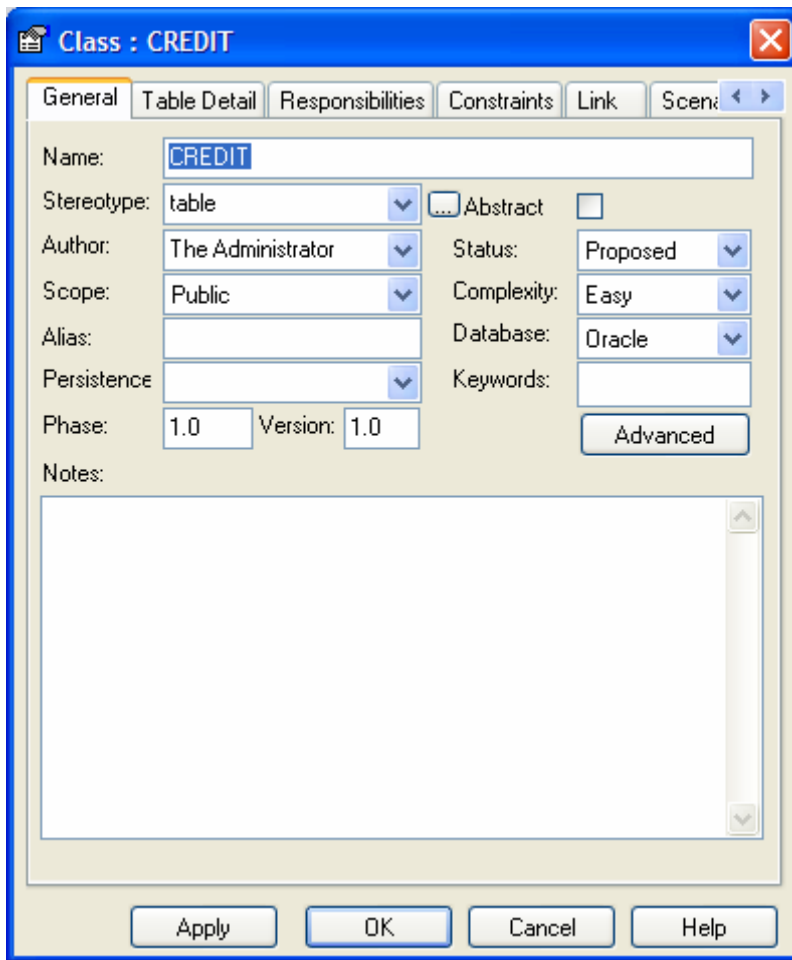 Class : CREDIT
General Table Detail Responsibilities Constraints Link Scena
Name: CREDIT
Stereotype: table ... Abstract
Author: The Administrator Status: Proposed
Scope: Public Complexity: Easy
Alias: Database: Oracle
Persistence Keywords:
Phase: 1.0 Version: 1.0 Advanced
Notes:
Apply OK Cancel Help